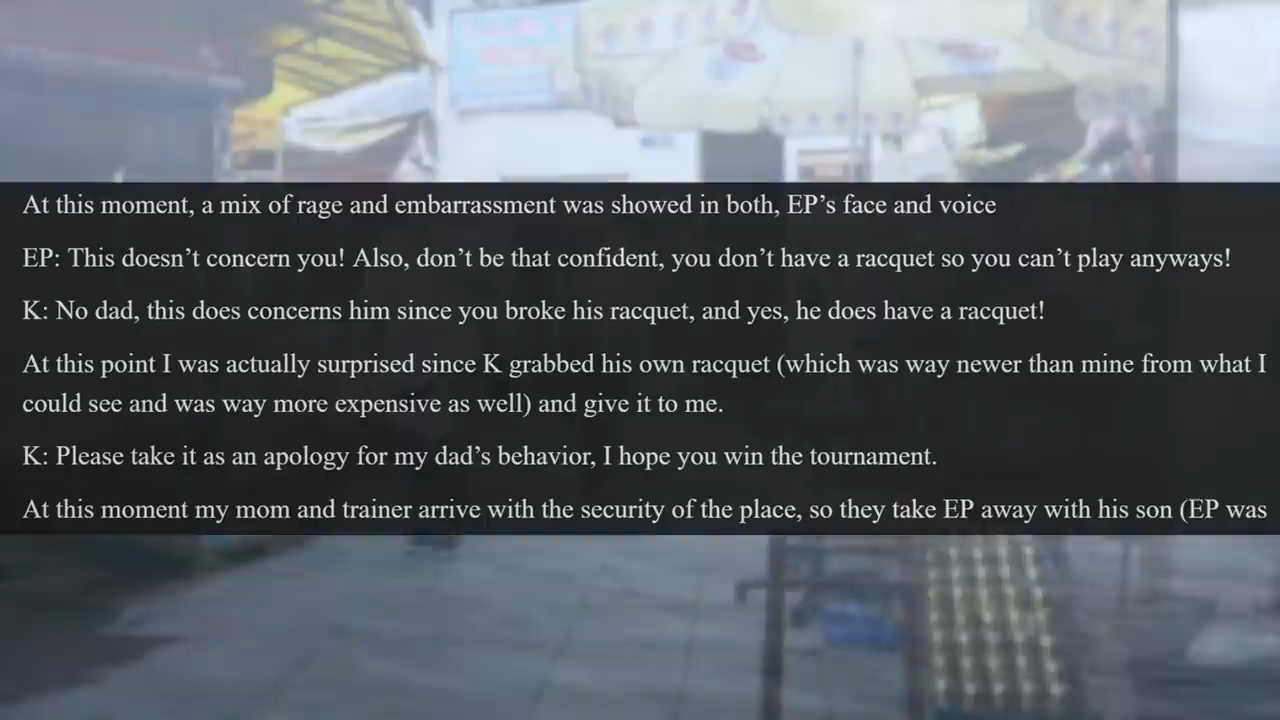 At this moment, a mix of rage and embarrassment was showed in both, EP’s face and voice
EP: This doesn’t concern you! Also, don’t be that confident, you don’t have a racquet so you can’t play anyways!
K: No dad, this does concerns him since you broke his racquet, and yes, he does have a racquet!
At this point I was actually surprised since K grabbed his own racquet (which was way newer than mine from what I
could see and was way more expensive as well) and give it to me.
K: Please take it as an apology for my dad’s behavior, I hope you win the tournament.
At this moment my mom and trainer arrive with the security of the place, so they take EP away with his son (EP was